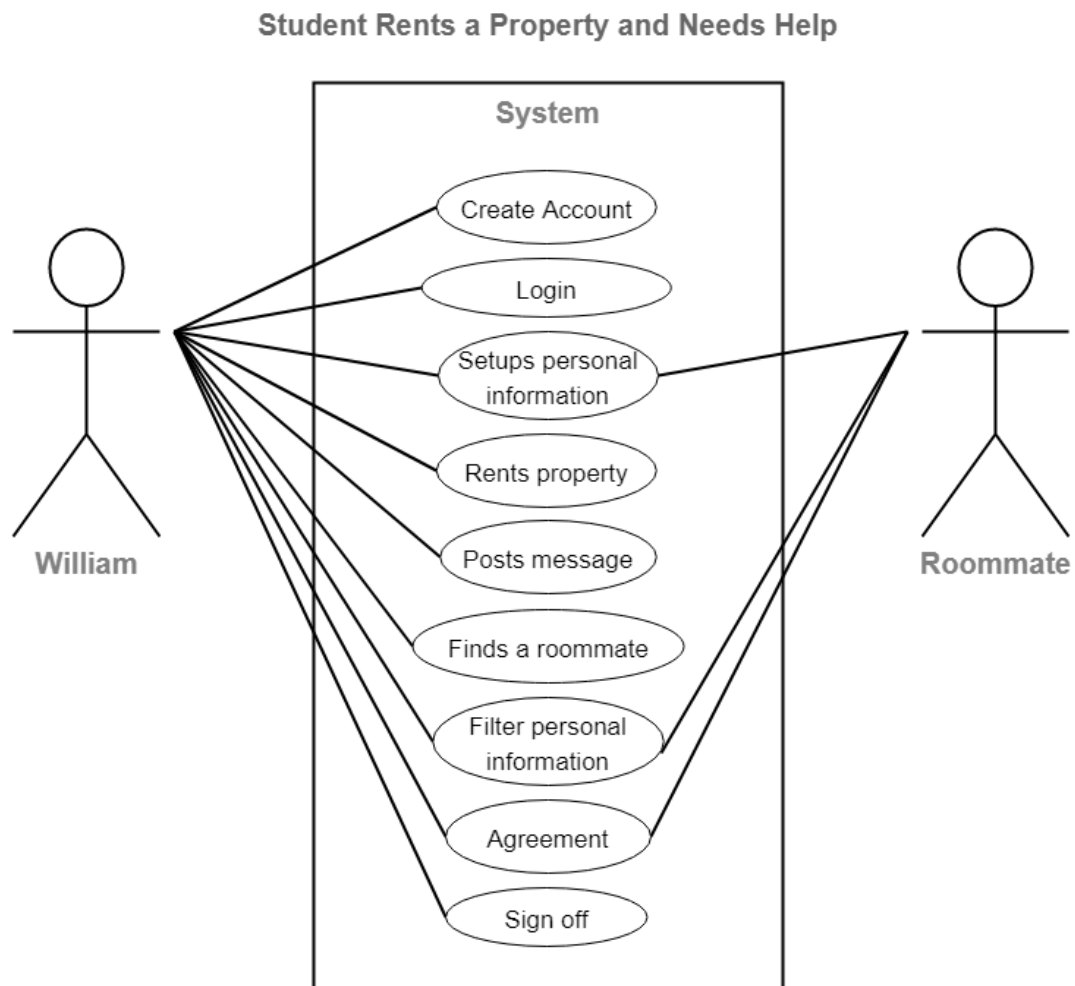 Student Rents a Property and Needs Help
System
Create Account
Login
Setups personal
information
Rents property
Posts message
William
Roommate
Finds a roommate
Filter personal
information
Agreement
Sign off